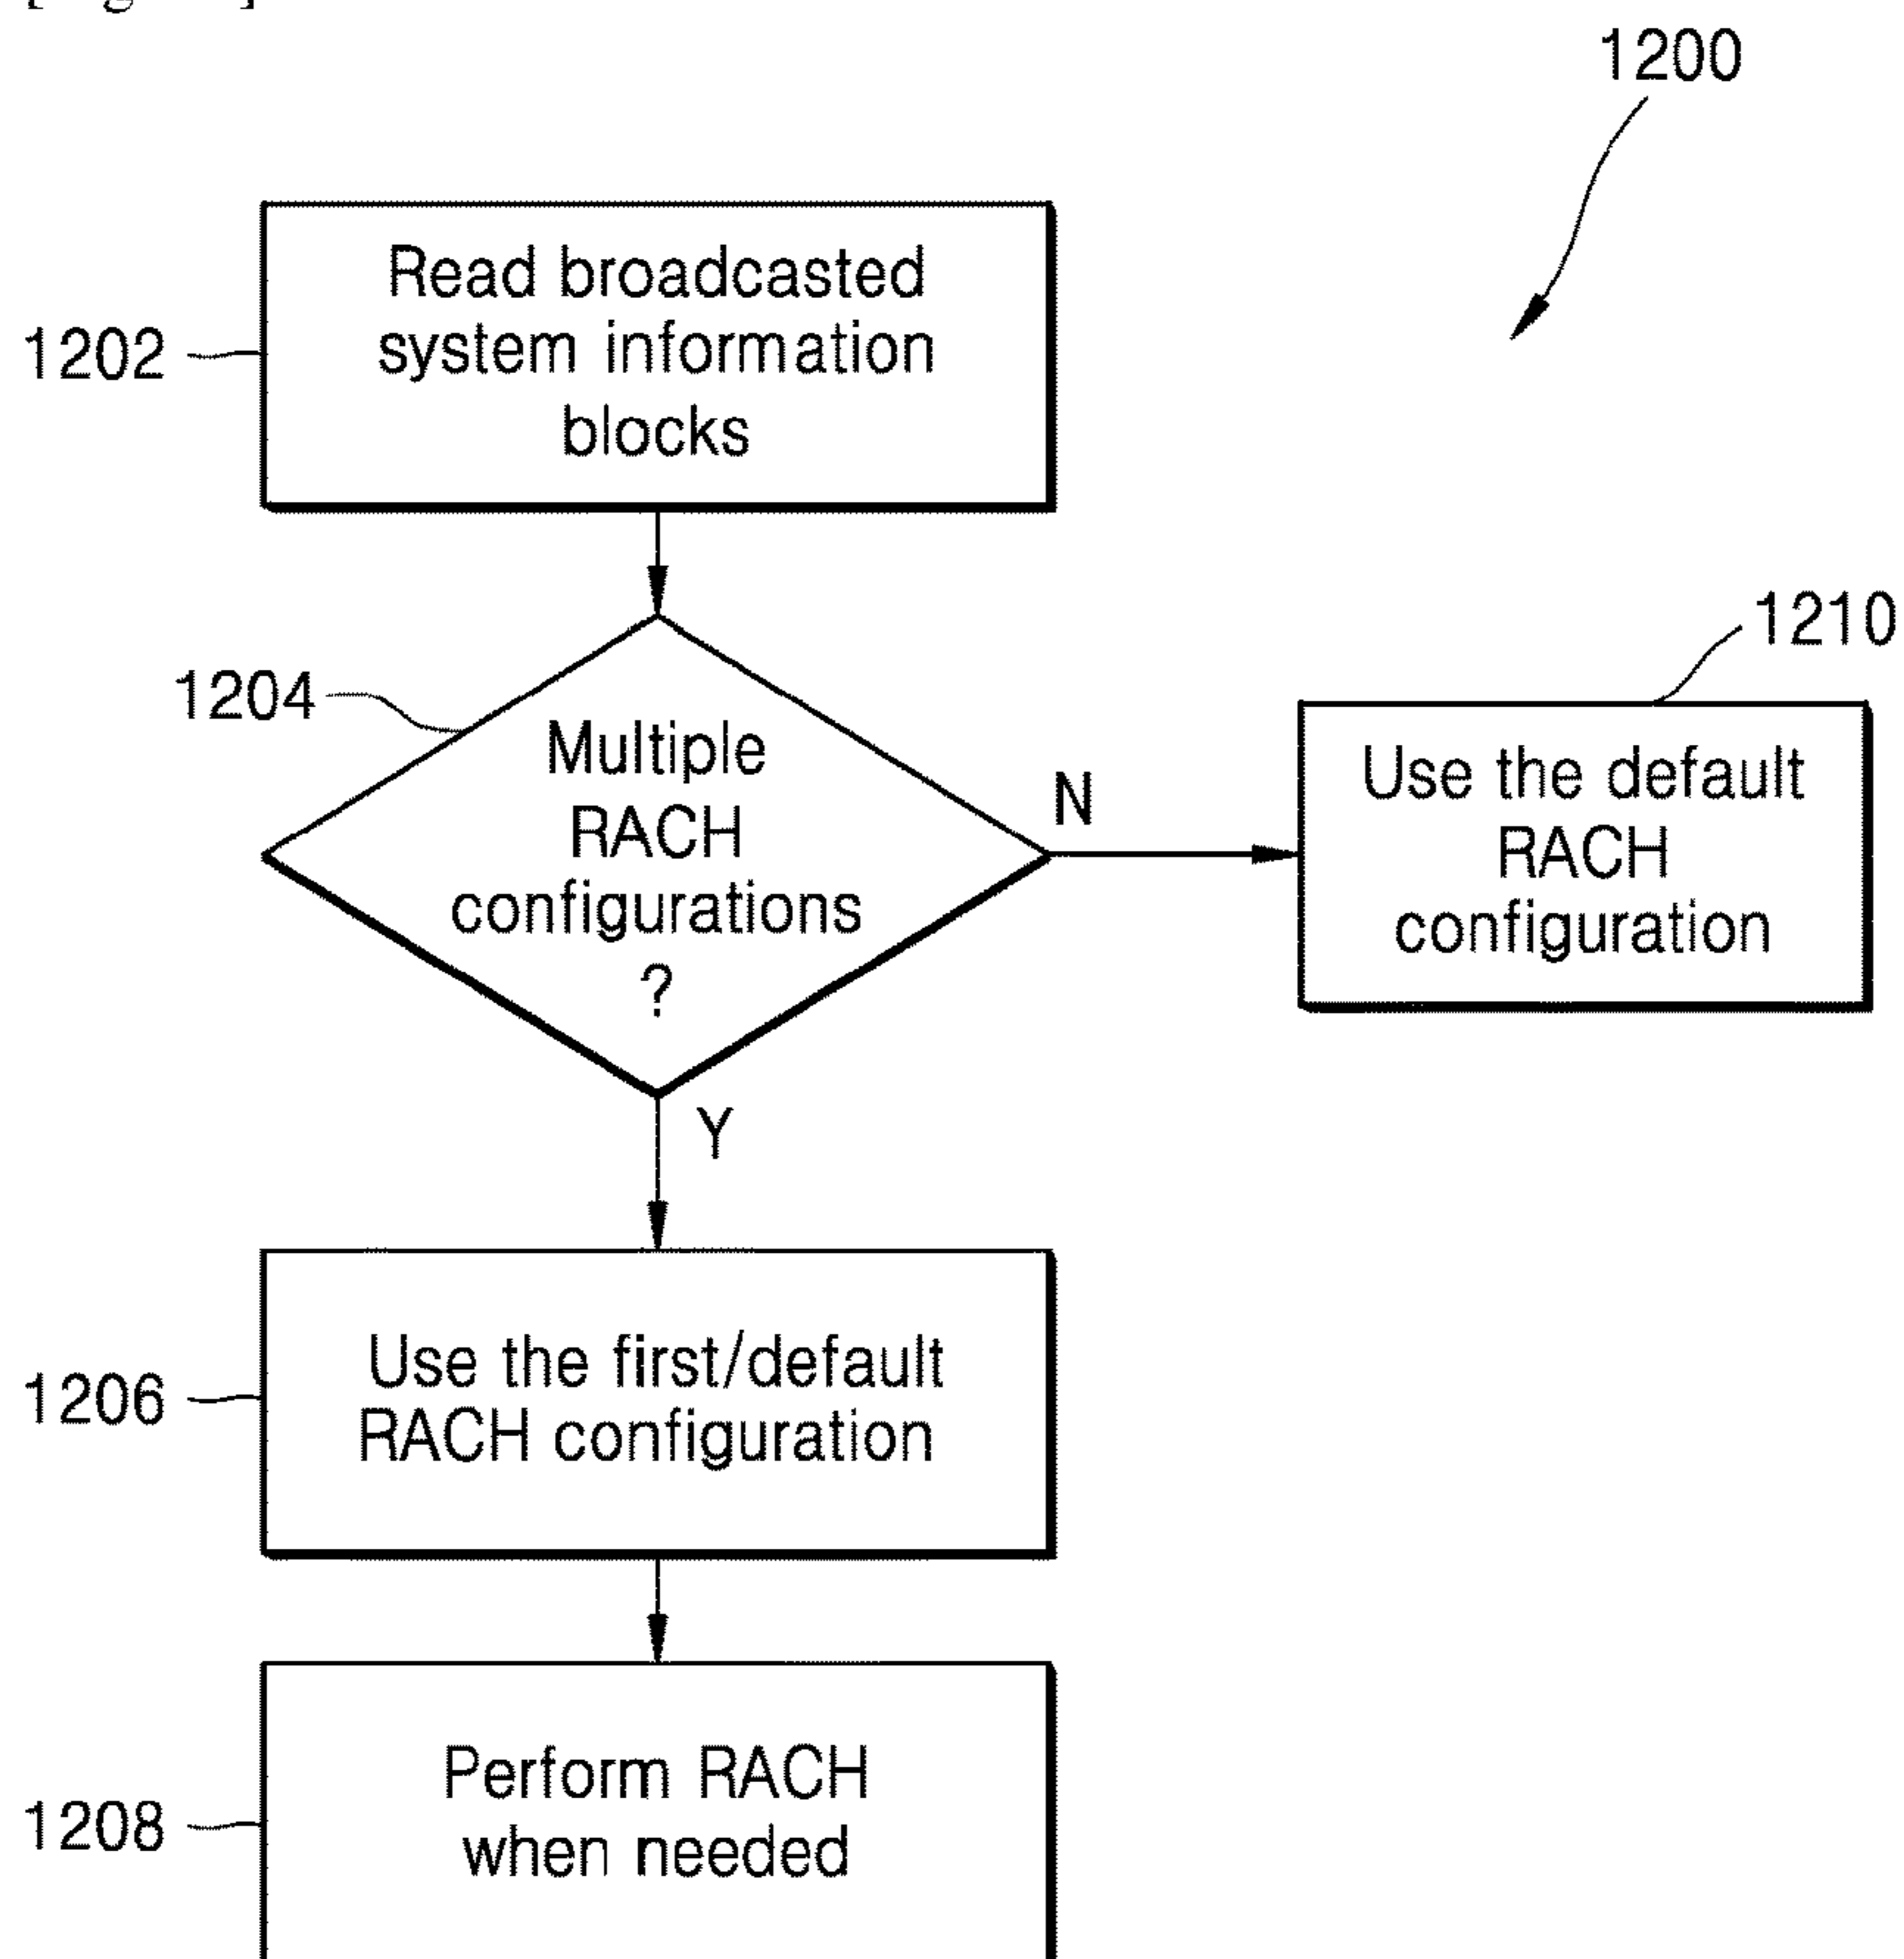 1200
Read broadcasted
system information
blocks
1202
1210
1204
Multiple
RACH
configurations
?
N
Use the default
RACH
configuration
Y
Use the first/default
RACH configuration
1206
Perform RACH
when needed
1208